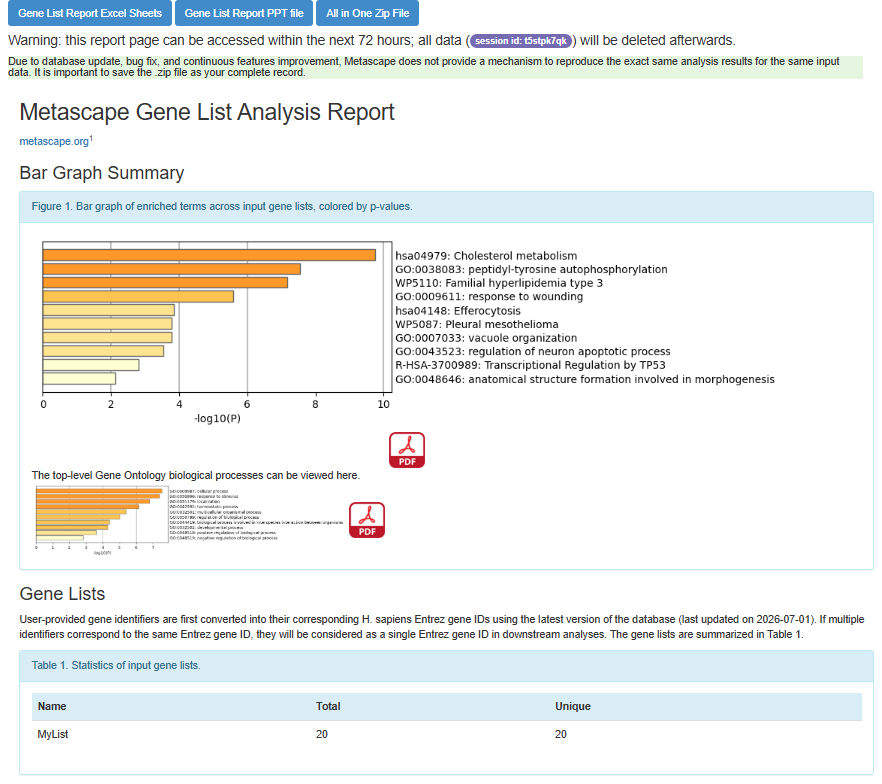 Gene List Report Excel Sheets
Gene List Report PPT file
All in One Zip File
Warning: this report page can be accessed within the next 72 hours; all data (session id: t5stpk7qk) will be deleted afterwards.
Due to database update, bug fix, and continuous features improvement, Metascape does not provide a mechanism to reproduce the exact same analysis results for the same input
data. It is important to save the .zip file as your complete record.
Metascape Gene List Analysis Report
metascape.org1
Bar Graph Summary
Figure 1. Bar graph of enriched terms across input gene lists, colored by p-values.
hsa04979: Cholesterol metabolism
GO:0038083: peptidyl-tyrosine autophosphorylation
WP5110: Familial hyperlipidemia type 3
GO:0009611: response to wounding
hsa04148: Efferocytosis
WP5087: Pleural mesothelioma
GO:0007033: vacuole organization
GO:0043523: regulation of neuron apoptotic process
R-HSA-3700989: Transcriptional Regulation by TP53
GO:0048646: anatomical structure formation involved in morphogenesis
0 2 4 6 8 10
-log10(P)
PDF
The top-level Gene Ontology biological processes can be viewed here.
GO:0009987: cellular process
GO:0050896: response to stimulus
GO:0051179: localization
GO:0042592: homeostatic process
GO:0032501: multicellular organismal process
GO:0050789: regulation of biological process
GO:0044419: biological process involved in interspecies interaction between organisms
GO:0032502: developmental process
GO:0048518: positive regulation of biological process
GO:0048519: negative regulation of biological process
0 1 2 3 4 5 6 7
-log10(P)
PDF
Gene Lists
User-provided gene identifiers are first converted into their corresponding H. sapiens Entrez gene IDs using the latest version of the database (last updated on 2026-07-01). If multiple
identifiers correspond to the same Entrez gene ID, they will be considered as a single Entrez gene ID in downstream analyses. The gene lists are summarized in Table 1.
Table 1. Statistics of input gene lists.
Name Total Unique
MyList 20 20